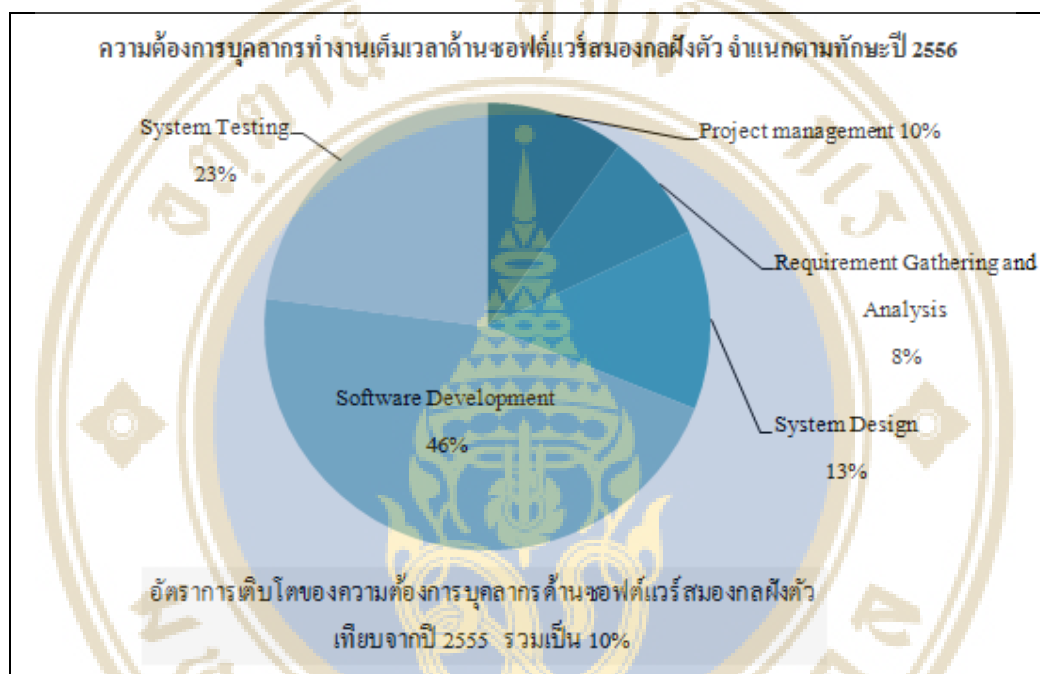 ความต้องการบุคลากรทำงานเต็มเวลาด้านซอฟต์แวร์สมองกลฝังตัว จำแนกตามทักษะปี 2556
System Testing
23%
Project management 10%
Requirement Gathering and
Analysis
8%
Software Development
46%
System Design
13%
อัตราการเติบโตของความต้องการบุคลากรด้านซอฟต์แวร์สมองกลฝังตัว
เทียบจากปี 2555 รวมเป็น 10%